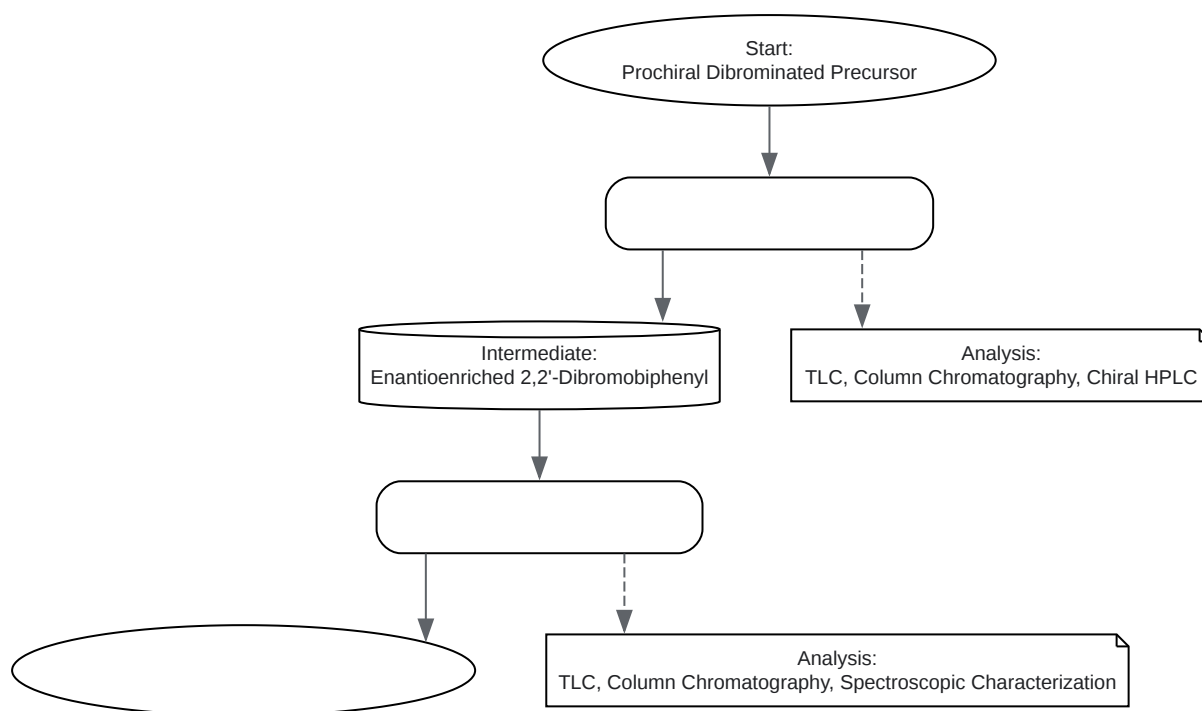 Start:
Prochiral Dibrominated Precursor
Intermediate:
Enantioenriched 2,2'-Dibromobiphenyl
Analysis:
TLC, Column Chromatography, Chiral HPLC
Analysis:
TLC, Column Chromatography, Spectroscopic Characterization